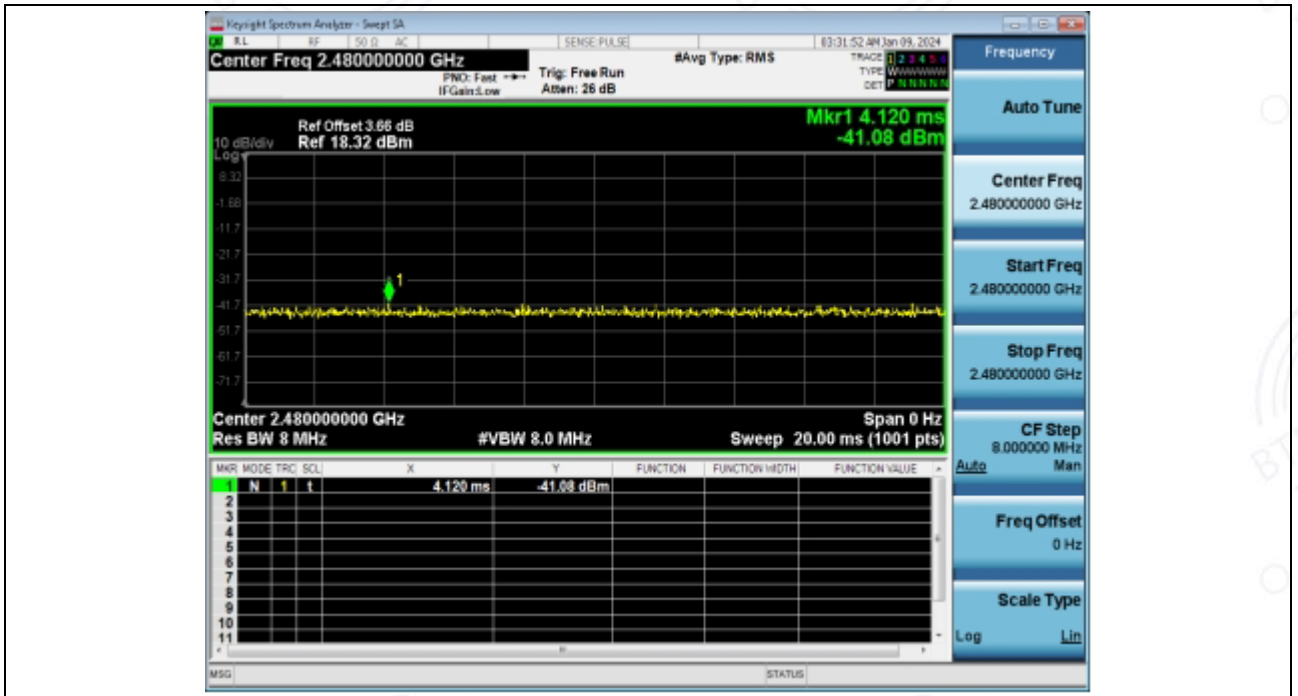 Keysight Spectrum Analyzer - Swept SA
RL RF 50 Ω AC SENSE:PULSE 03:31:52 AM Jan 09, 2024
Center Freq 2.480000000 GHz #Avg Type: RMS TRACE 1 2 3 4 5 6
PNO: Fast Trig: Free Run TYPE WWWWWW
IFGain:Low Atten: 26 dB DET P N N N N N
Mkr1 4.120 ms
Ref Offset 3.66 dB
10 dB/div Ref 18.32 dBm -41.08 dBm
Log
8.32
-1.68
-11.7
-21.7
1
-31.7
-41.7
-51.7
-61.7
-71.7
Center 2.480000000 GHz Span 0 Hz
Res BW 8 MHz #VBW 8.0 MHz Sweep 20.00 ms (1001 pts)
MKR MODE TRC SCL X Y FUNCTION FUNCTION WIDTH FUNCTION VALUE
1 N 1 t 4.120 ms -41.08 dBm
2
3
4
5
6
7
8
9
10
11
MSG STATUS
Frequency
Auto Tune
Center Freq
2.480000000 GHz
Start Freq
2.480000000 GHz
Stop Freq
2.480000000 GHz
CF Step
8.000000 MHz
Auto Man
Freq Offset
0 Hz
Scale Type
Log Lin